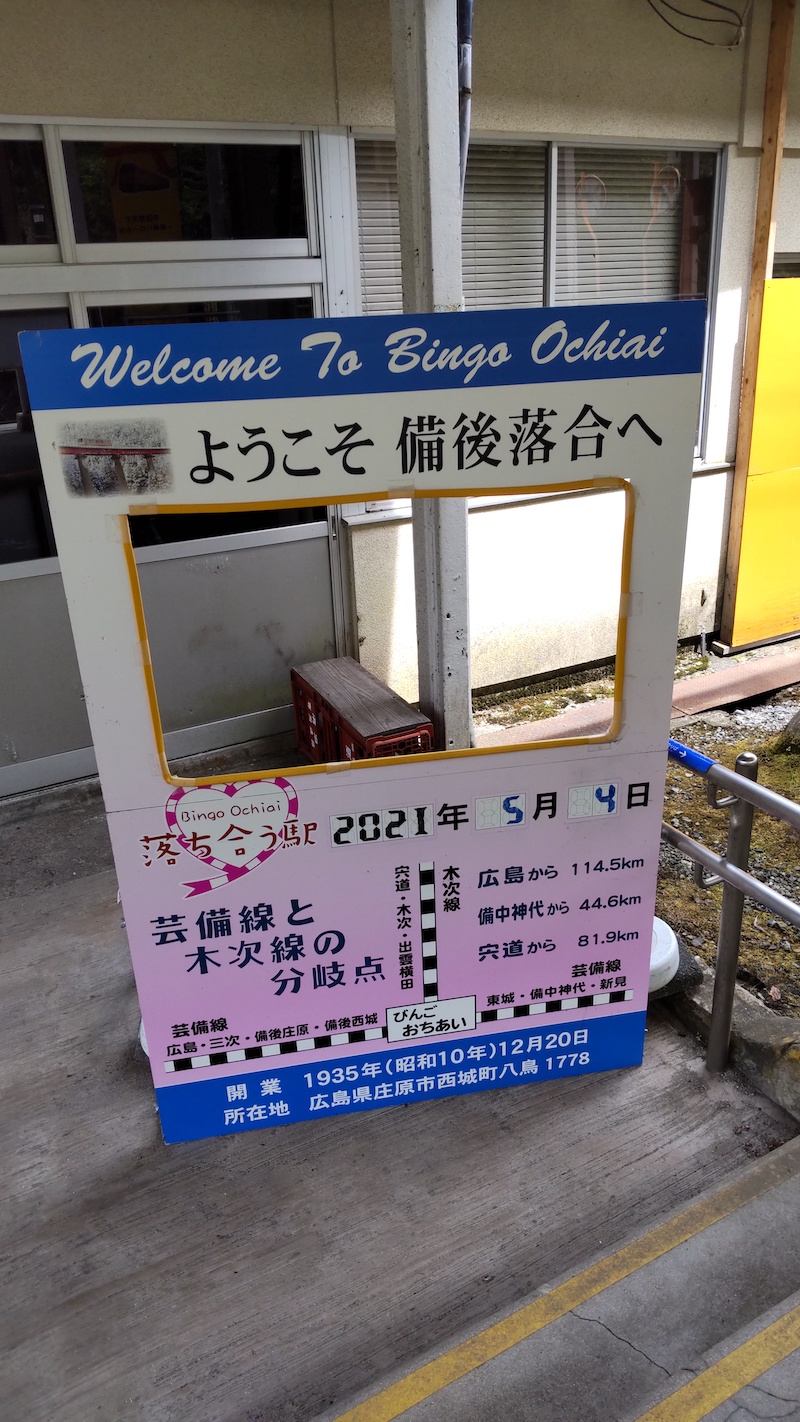 Welcome To Bingo Ochiai
ようこそ 備後落合へ
Bingo Ochiai
落ち合う駅
2021年 5月 4日
木次線
宍道・木次・出雲横田
広島から 114.5km
備中神代から 44.6km
宍道から 81.9km
芸備線と
木次線の
分岐点
芸備線
東城・備中神代・新見
芸備線
広島・三次・備後庄原・備後西城
びんご
おちあい
開業 1935年(昭和10年)12月20日
所在地 広島県庄原市西城町八鳥 1778